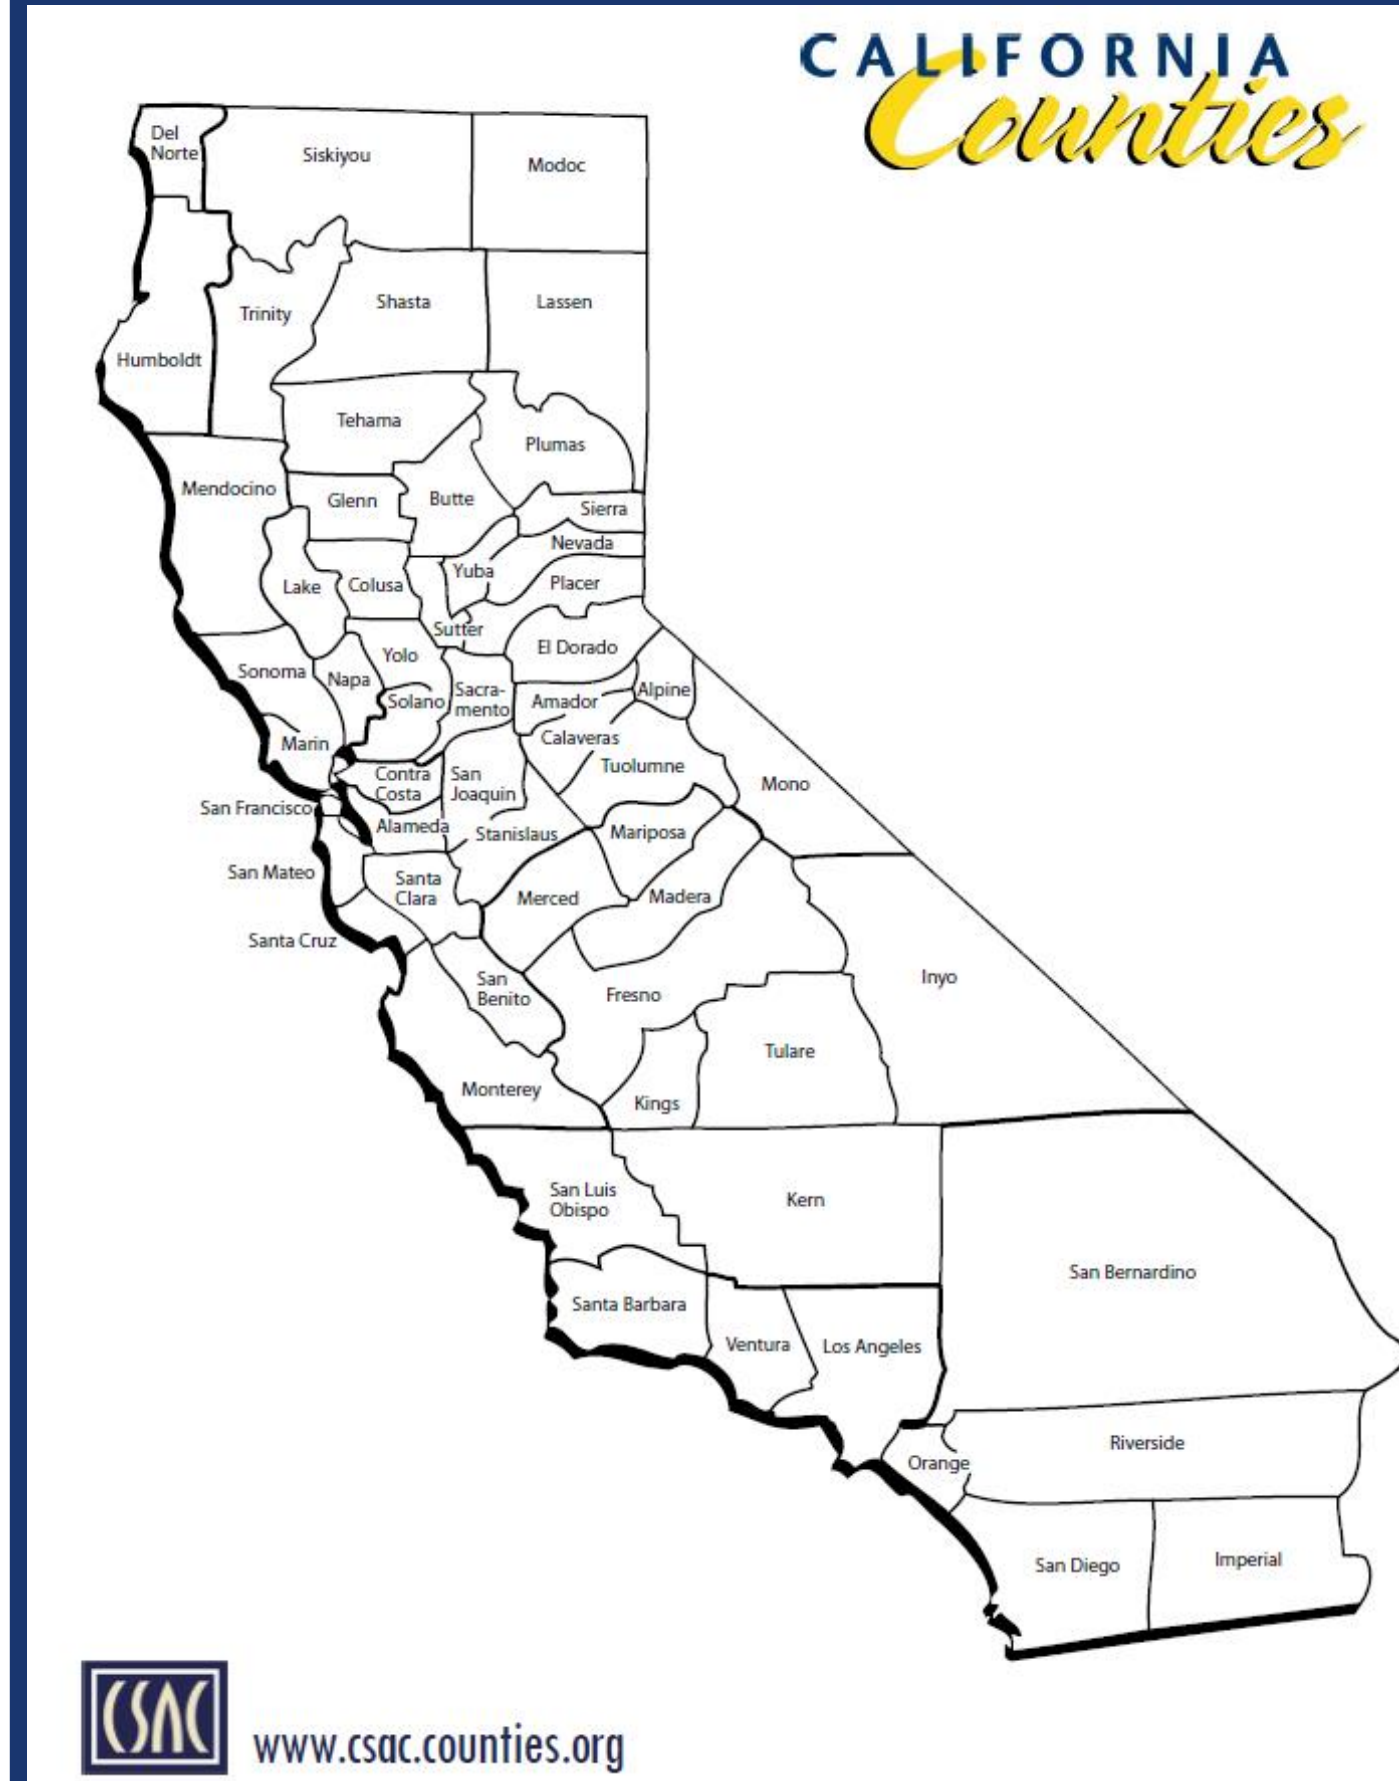 CALIFORNIA
Counties
Del
Norte
Siskiyou
Modoc
Trinity
Shasta
Lassen
Humboldt
Tehama
Plumas
Mendocino
Glenn
Butte
Sierra
Nevada
Lake
Colusa
Yuba
Placer
Sutter
El Dorado
Sonoma
Napa
Yolo
Solano
Sacra-
mento
Amador
Alpine
Marin
Calaveras
Tuolumne
Contra
Costa
San
Joaquin
Mono
San Francisco
Alameda
Stanislaus
Mariposa
San Mateo
Santa
Clara
Merced
Madera
Santa Cruz
San
Benito
Fresno
Inyo
Tulare
Monterey
Kings
San Luis
Obispo
Kern
San Bernardino
Santa Barbara
Ventura
Los Angeles
Orange
Riverside
San Diego
Imperial
CSAC
www.csac.counties.org